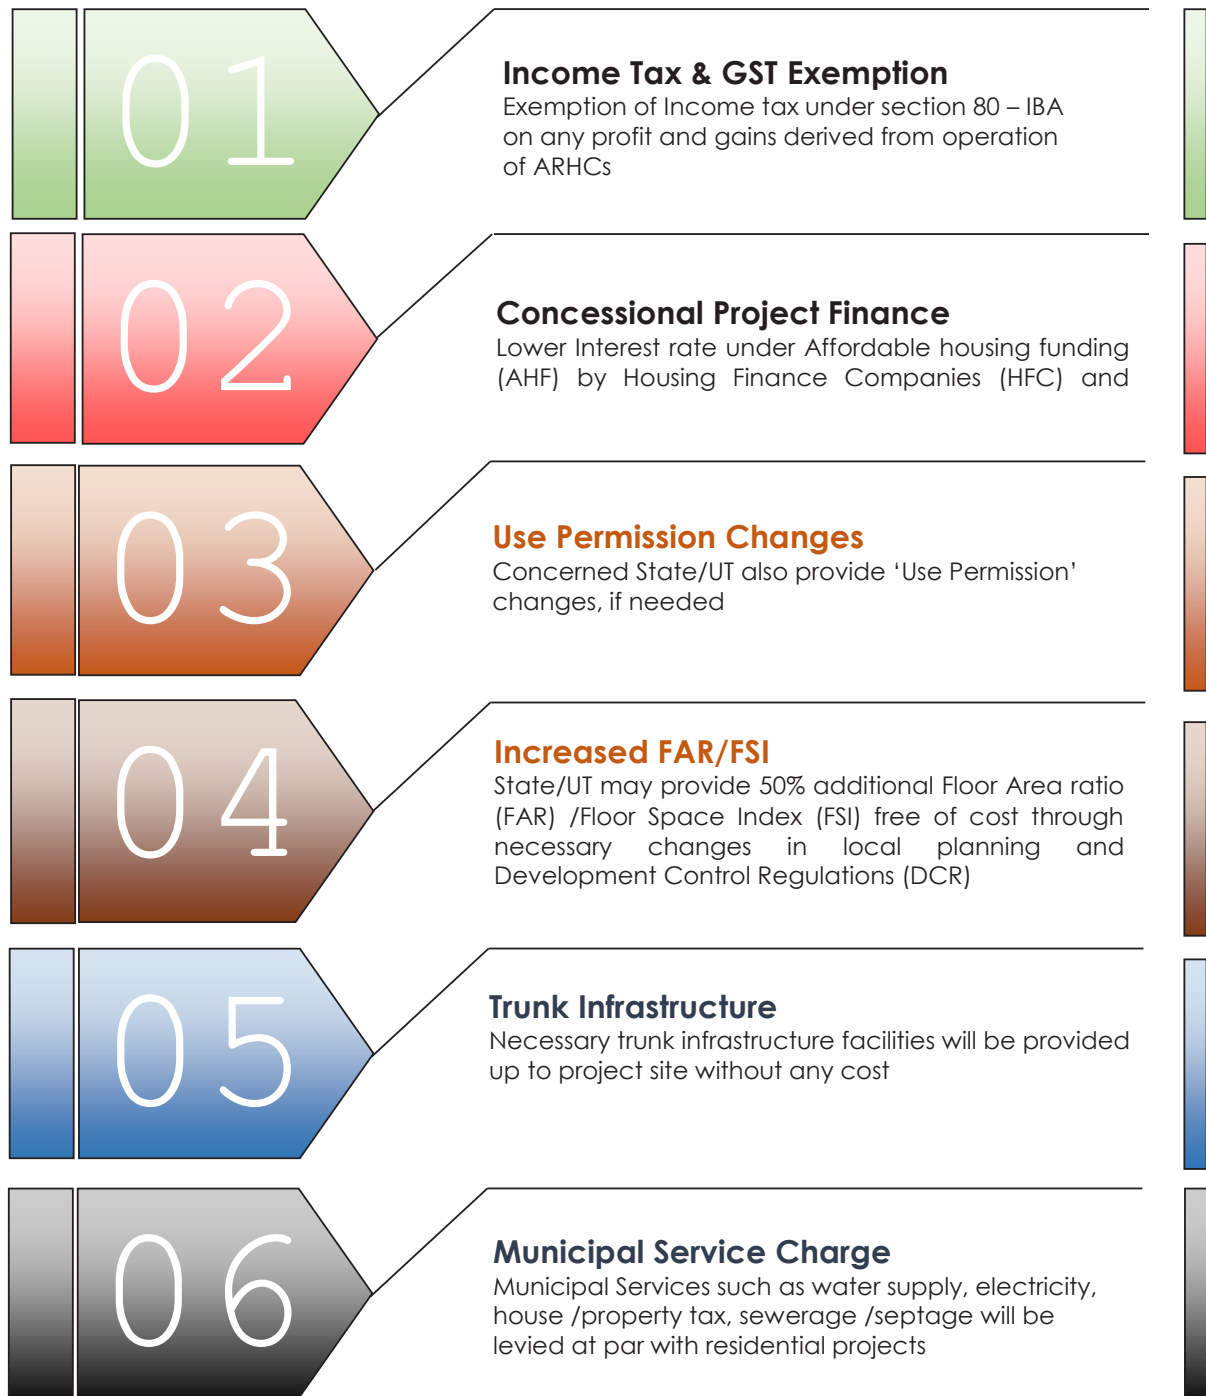 01
Income Tax & GST Exemption
Exemption of Income tax under section 80 – IBA
on any profit and gains derived from operation
of ARHCs
02
Concessional Project Finance
Lower Interest rate under Affordable housing funding
(AHF) by Housing Finance Companies (HFC) and
03
Use Permission Changes
Concerned State/UT also provide ‘Use Permission’
changes, if needed
04
Increased FAR/FSI
State/UT may provide 50% additional Floor Area ratio
(FAR) /Floor Space Index (FSI) free of cost through
necessary changes in local planning and
Development Control Regulations (DCR)
05
Trunk Infrastructure
Necessary trunk infrastructure facilities will be provided
up to project site without any cost
06
Municipal Service Charge
Municipal Services such as water supply, electricity,
house /property tax, sewerage /septage will be
levied at par with residential projects